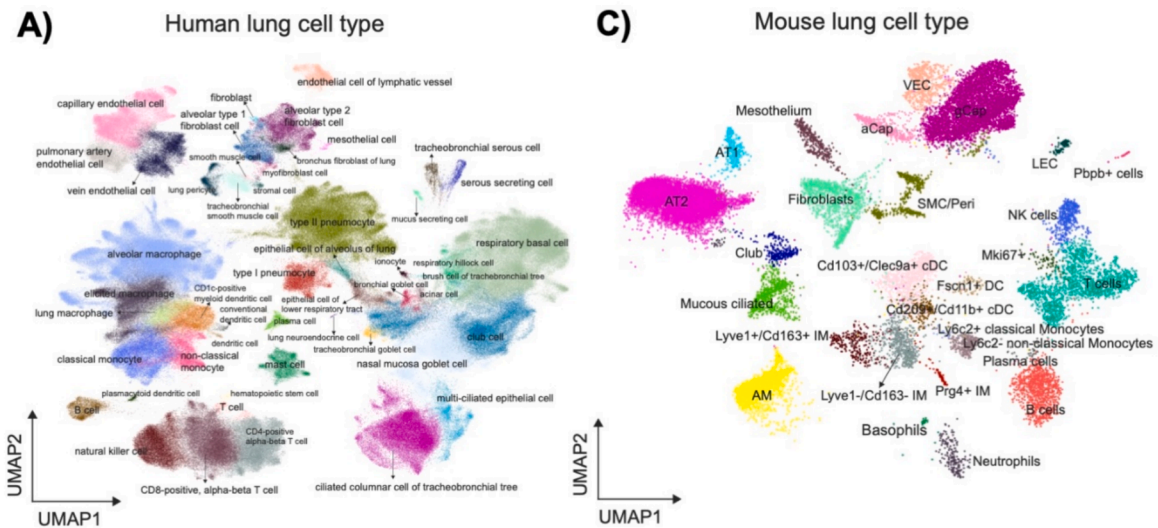 A)
Human lung cell type
endothelial cell of lymphatic vessel
capillary endothelial cell
fibroblast
alveolar type 1
fibroblast cell
alveolar type 2
fibroblast cell
mesothelial cell
pulmonary artery
endothelial cell
smooth muscle cell
bronchus fibroblast of lung
myofibroblast cell
tracheobronchial serous cell
vein endothelial cell
lung pericyte
stromal cell
serous secreting cell
tracheobronchial
smooth muscle cell
mucus secreting cell
type II pneumocyte
alveolar macrophage
epithelial cell of alveolus of lung
respiratory basal cell
ionocyte
respiratory hillock cell
type I pneumocyte
brush cell of trachebronchial tree
bronchial goblet cell
elicited macrophage
CD1c-positive
myeloid dendritic cell
epithelial cell of
lower respiratory tract
acinar cell
lung macrophage
conventional
dendritic cell
plasma cell
dendritic cell
lung neuroendocrine cell
club cell
tracheobronchial goblet cell
classical monocyte
non-classical
monocyte
mast cell
nasal mucosa goblet cell
plasmacytoid dendritic cell
hematopoietic stem cell
multi-ciliated epithelial cell
B cell
T cell
CD4-positive
alpha-beta T cell
natural killer cell
CD8-positive, alpha-beta T cell
ciliated columnar cell of tracheobronchial tree
UMAP2
UMAP1
C)
Mouse lung cell type
VEC
gCap
Mesothelium
aCap
AT1
LEC
Pbpb+ cells
AT2
Fibroblasts
SMC/Peri
NK cells
Club
Mki67+
Cd103+/Clec9a+ cDC
Fscn1+ DC
T cells
Mucous ciliated
Cd209+/Cd11b+ cDC
Lyve1+/Cd163+ IM
Ly6c2+ classical Monocytes
Ly6c2- non-classical Monocytes
Plasma cells
AM
Lyve1-/Cd163- IM
Prg4+ IM
B cells
Basophils
Neutrophils
UMAP2
UMAP1